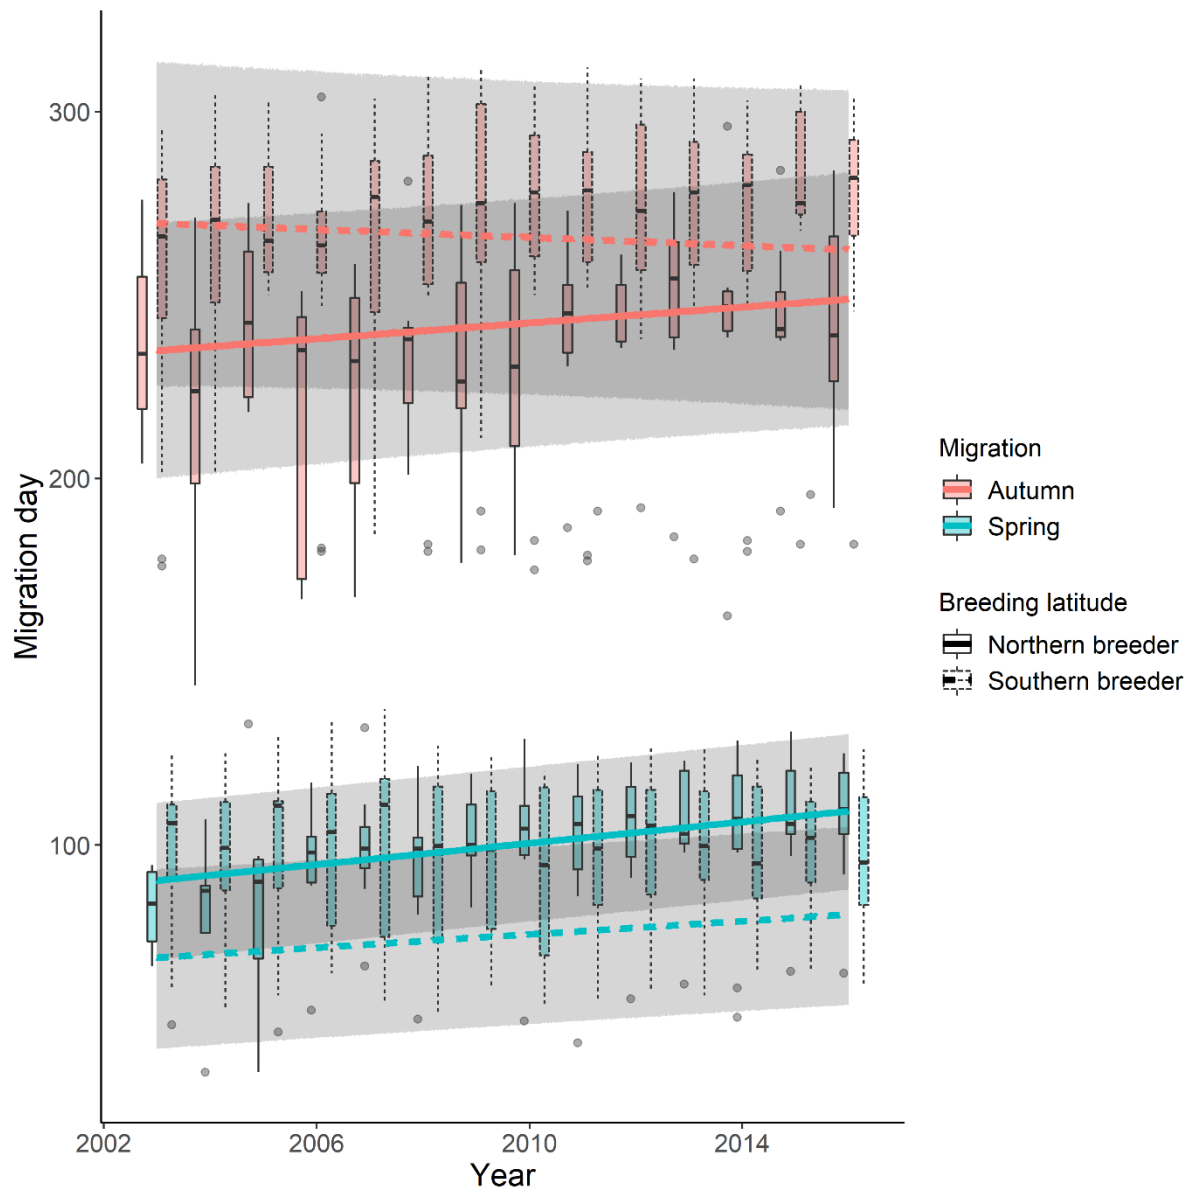 300
200
100
Migration day
2002
2006
2010
2014
Year
Migration
Autumn
Spring
Breeding latitude
Northern breeder
Southern breeder